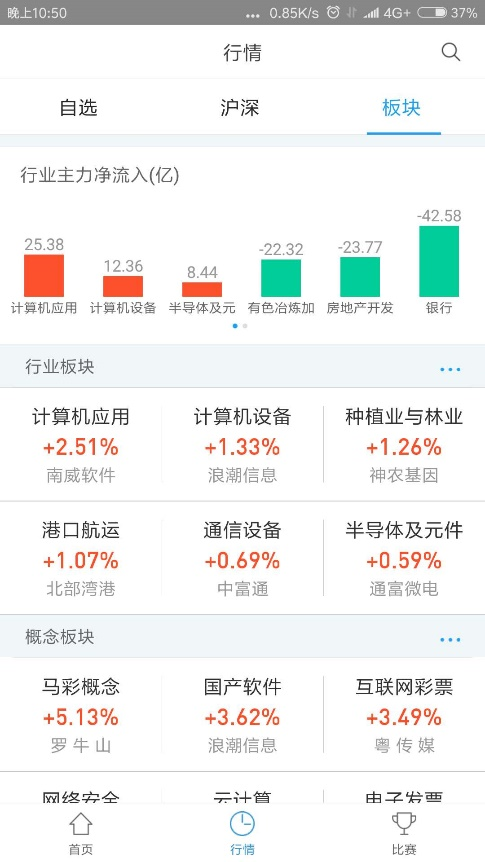 晚上10:50
... 0.85K/s 4G+ 37%
行情
自选 沪深 板块
行业主力净流入(亿)
25.38 12.36 8.44 -22.32 -23.77 -42.58
计算机应用 计算机设备 半导体及元 有色冶炼加 房地产开发 银行
行业板块
计算机应用 计算机设备 种植业与林业
+2.51% +1.33% +1.26%
南威软件 浪潮信息 神农基因
港口航运 通信设备 半导体及元件
+1.07% +0.69% +0.59%
北部湾港 中富通 通富微电
概念板块
马彩概念 国产软件 互联网彩票
+5.13% +3.62% +3.49%
罗牛山 浪潮信息 粤传媒
网络安全 云计算 电子发票
首页 行情 比赛